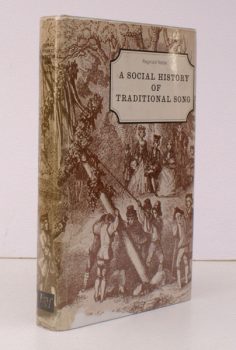 Reginald Nettel
A SOCIAL HISTORY
OF
TRADITIONAL SONG